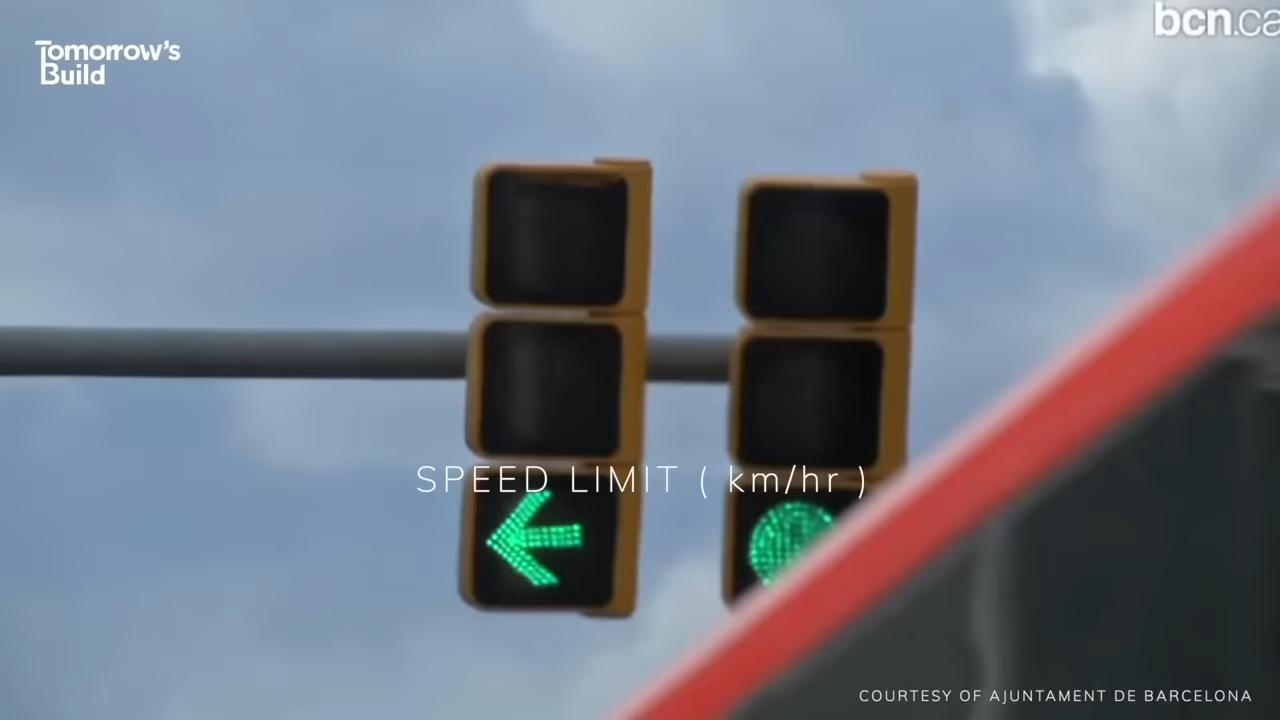 Tomorrow's
Build
bcn.ca
SPEED LIMIT ( km/hr )
COURTESY OF AJUNTAMENT DE BARCELONA